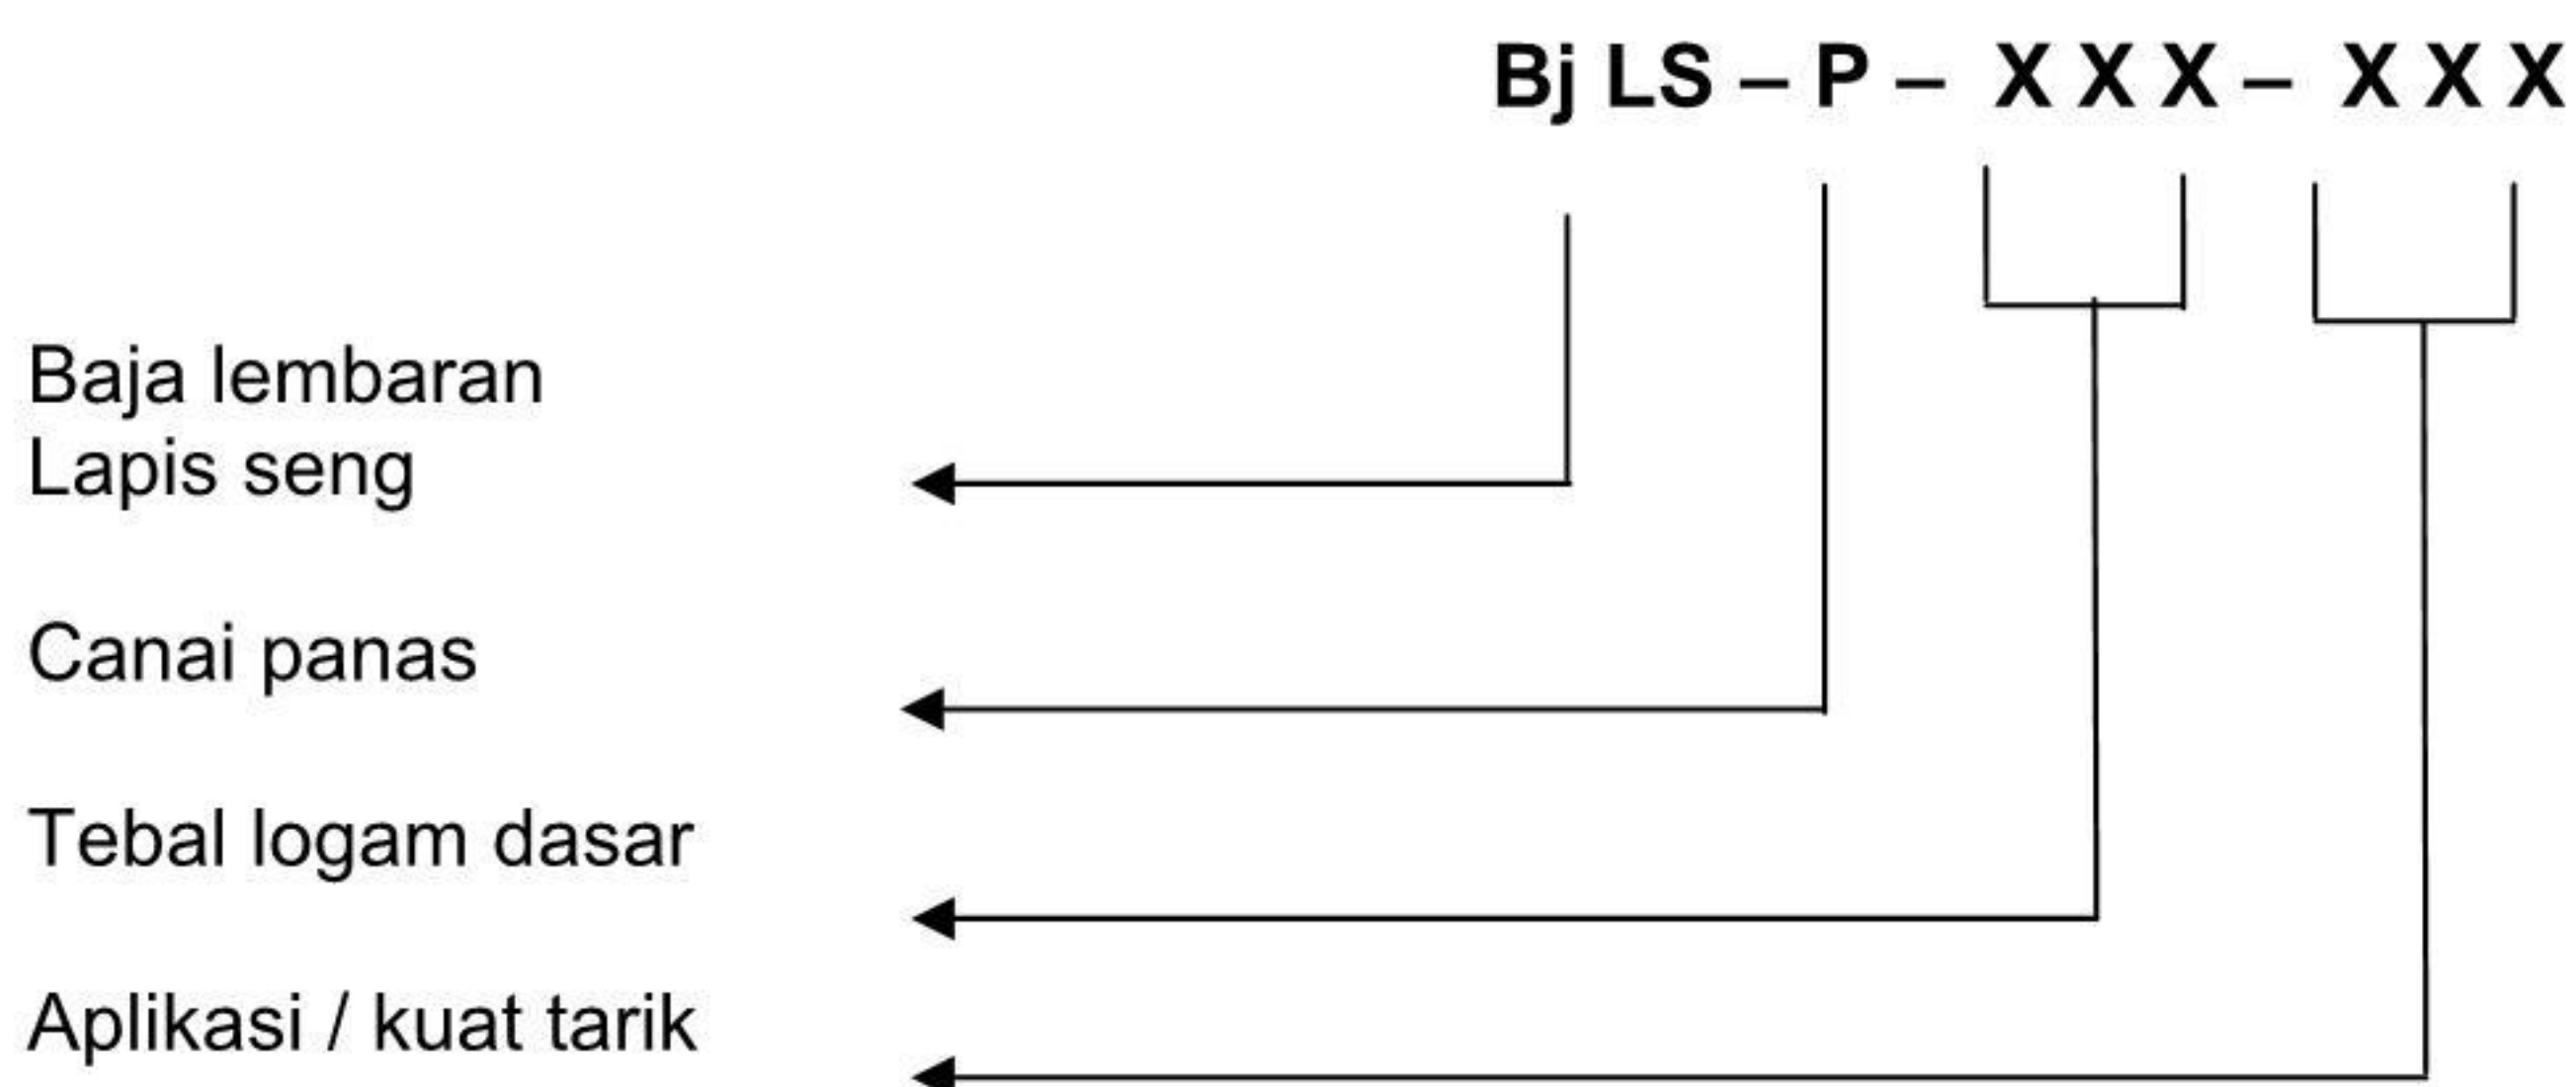 Bj LS – P – X X X – X X X
Baja lembaran
Lapis seng
Canai panas
Tebal logam dasar
Aplikasi / kuat tarik